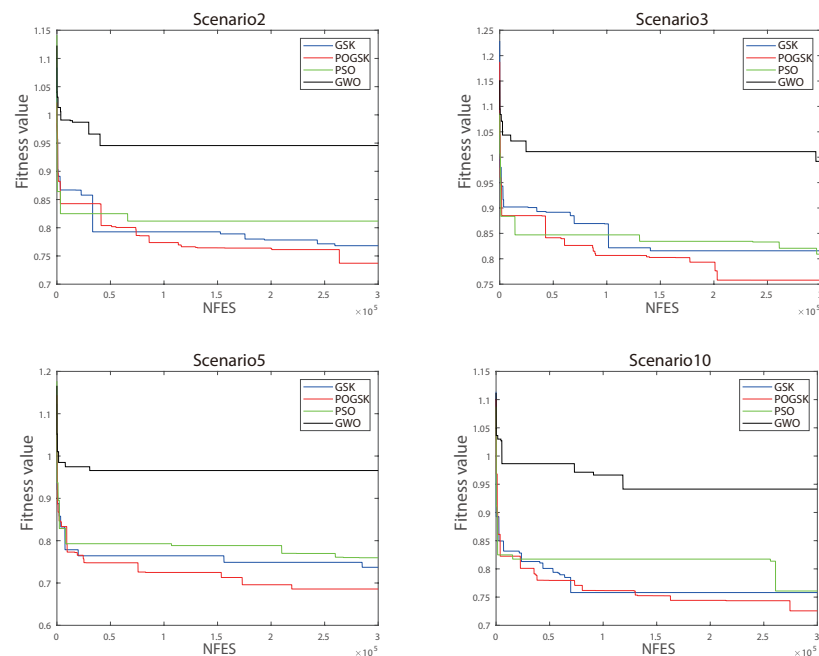 Scenario2
1.15
1.1
1.05
1
0.95
0.9
0.85
0.8
0.75
0.7
Fitness value
GSK
POGSK
PSO
GWO
0 0.5 1 1.5 2 2.5 3
NFES
×10^5
Scenario3
1.25
1.2
1.15
1.1
1.05
1
0.95
0.9
0.85
0.8
0.75
Fitness value
GSK
POGSK
PSO
GWO
0 0.5 1 1.5 2 2.5 3
NFES
×10^5
Scenario5
1.2
1.1
1
0.9
0.8
0.7
0.6
Fitness value
GSK
POGSK
PSO
GWO
0 0.5 1 1.5 2 2.5 3
NFES
×10^5
Scenario10
1.15
1.1
1.05
1
0.95
0.9
0.85
0.8
0.75
0.7
Fitness value
GSK
POGSK
PSO
GWO
0 0.5 1 1.5 2 2.5 3
NFES
×10^5